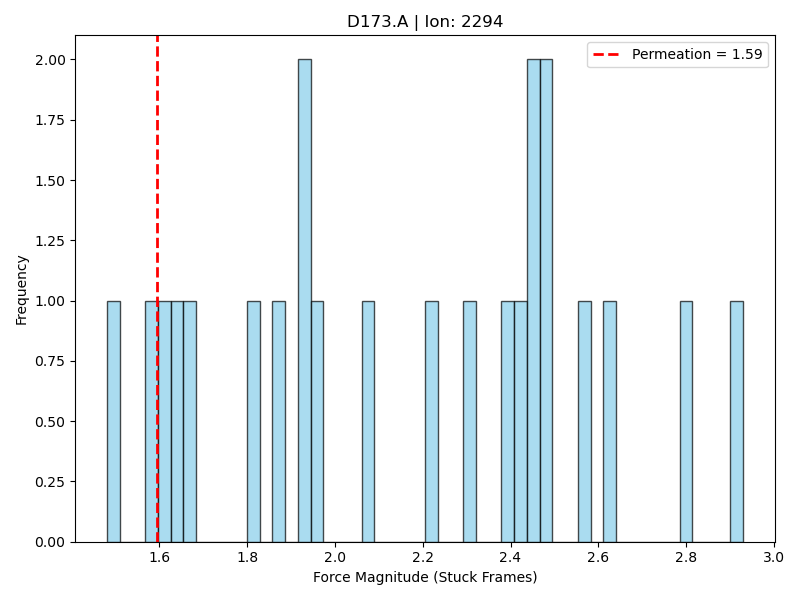 D173.A | Ion: 2294
Permeation = 1.59
2.00
1.75
1.50
1.25
1.00
0.75
0.50
0.25
0.00
Frequency
1.6 1.8 2.0 2.2 2.4 2.6 2.8 3.0
Force Magnitude (Stuck Frames)